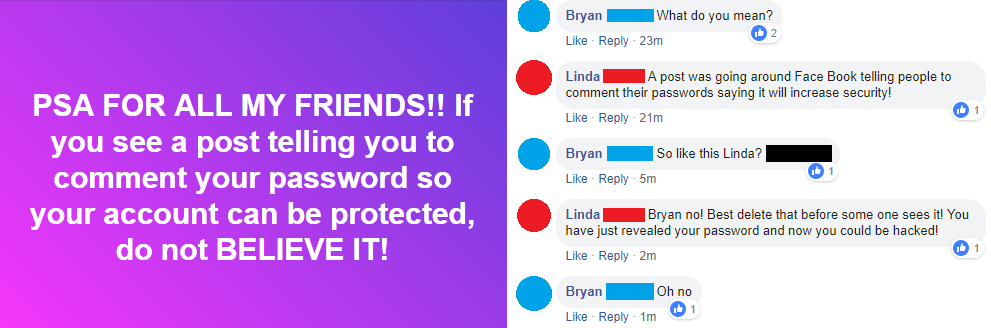 PSA FOR ALL MY FRIENDS!! If
you see a post telling you to
comment your password so
your account can be protected,
do not BELIEVE IT!
Bryan What do you mean?
2
Like · Reply · 23m
Linda A post was going around Face Book telling people to
comment their passwords saying it will increase security!
1
Like · Reply · 21m
Bryan So like this Linda?
1
Like · Reply · 5m
Linda Bryan no! Best delete that before some one sees it! You
have just revealed your password and now you could be hacked!
1
Like · Reply · 2m
Bryan Oh no
1
Like · Reply · 1m